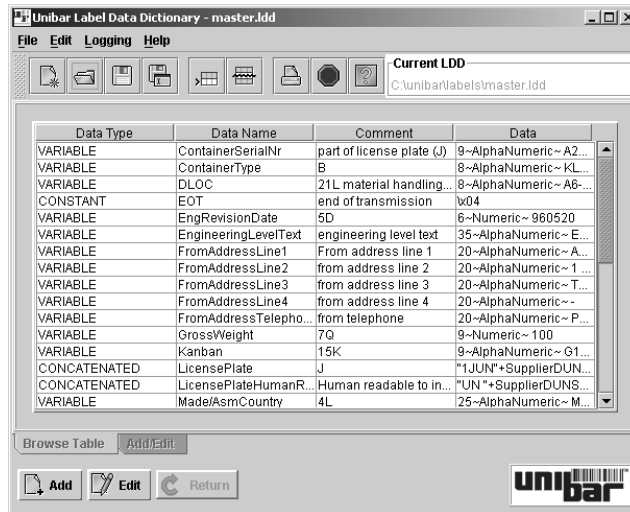 Unibar Label Data Dictionary - master.ldd
File Edit Logging Help
Current LDD
C:\unibar\labels\master.ldd
Data Type Data Name Comment Data
VARIABLE ContainerSerialNr part of license plate (J) 9~AlphaNumeric~ A2...
VARIABLE ContainerType B 8~AlphaNumeric~ KL...
VARIABLE DLOC 21L material handling... 8~AlphaNumeric~ A6-...
CONSTANT EOT end of transmission \x04
VARIABLE EngRevisionDate 5D 6~Numeric~ 960520
VARIABLE EngineeringLevelText engineering level text 35~AlphaNumeric~ E...
VARIABLE FromAddressLine1 From address line 1 20~AlphaNumeric~ A...
VARIABLE FromAddressLine2 from address line 2 20~AlphaNumeric~ 1 ...
VARIABLE FromAddressLine3 from address line 3 20~AlphaNumeric~ T...
VARIABLE FromAddressLine4 from address line 4 20~AlphaNumeric~ -
VARIABLE FromAddressTelepho... from telephone 20~AlphaNumeric~ P...
VARIABLE GrossWeight 7Q 9~Numeric~ 100
VARIABLE Kanban 15K 9~AlphaNumeric~ G1...
CONCATENATED LicensePlate J "1JUN"+SupplierDUN...
CONCATENATED LicensePlateHumanR... Human readable to in... "UN "+SupplierDUNS...
VARIABLE Made/AsmCountry 4L 25~AlphaNumeric~ M...
Browse Table Add/Edit
Add Edit Return
unibar